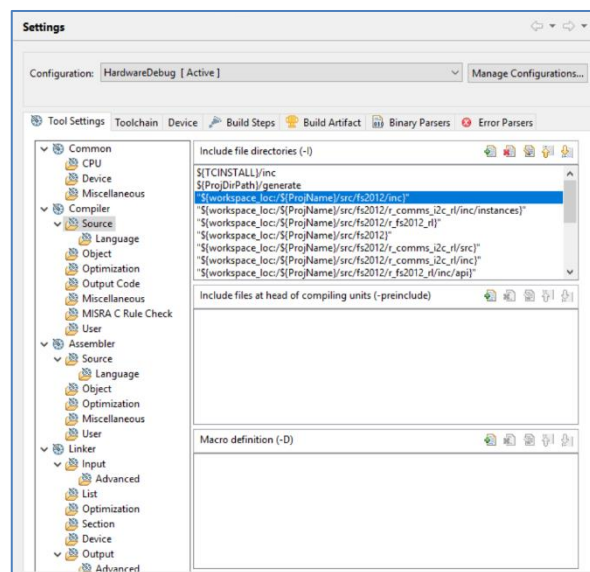 Settings
Configuration: HardwareDebug [ Active ] Manage Configurations...
Tool Settings Toolchain Device Build Steps Build Artifact Binary Parsers Error Parsers
Common
CPU
Device
Miscellaneous
Compiler
Source
Language
Object
Optimization
Output Code
Miscellaneous
MISRA C Rule Check
User
Assembler
Source
Language
Object
Optimization
Miscellaneous
User
Linker
Input
Advanced
List
Optimization
Section
Device
Output
Advanced
Include file directories (-I)
${TCINSTALL}/inc
${ProjDirPath}/generate
"${workspace_loc:/${ProjName}/src/fs2012/inc}"
"${workspace_loc:/${ProjName}/src/fs2012/r_comms_i2c_rl/inc/instances}"
"${workspace_loc:/${ProjName}/src/fs2012/r_fs2012_rl}"
"${workspace_loc:/${ProjName}/src/fs2012}"
"${workspace_loc:/${ProjName}/src/fs2012/r_comms_i2c_rl/src}"
"${workspace_loc:/${ProjName}/src/fs2012/r_comms_i2c_rl/inc}"
"${workspace_loc:/${ProjName}/src/fs2012/r_fs2012_rl/inc/api}"
Include files at head of compiling units (-preinclude)
Macro definition (-D)